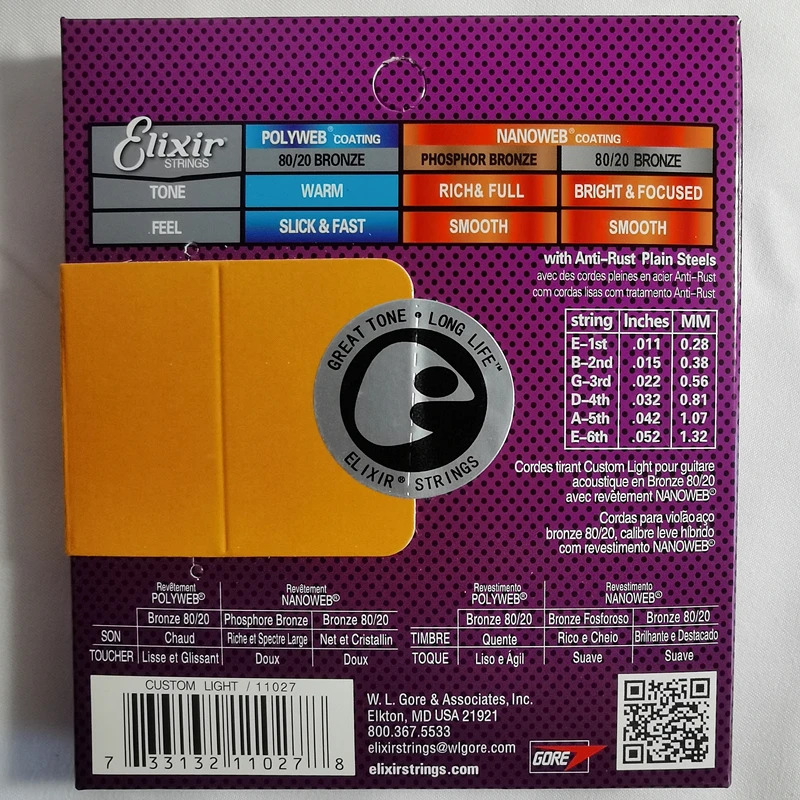 Elixir®
STRINGS
POLYWEB® COATING
NANOWEB® COATING
80/20 BRONZE
PHOSPHOR BRONZE
80/20 BRONZE
TONE WARM RICH& FULL BRIGHT & FOCUSED
FEEL SLICK & FAST SMOOTH SMOOTH
with Anti-Rust Plain Steels
avec des cordes pleines en acier Anti-Rust
com cordas lisas com tratamento Anti-Rust
GREAT TONE • LONG LIFE™
ELIXIR® STRINGS
string Inches MM
E-1st .011 0.28
B-2nd .015 0.38
G-3rd .022 0.56
D-4th .032 0.81
A-5th .042 1.07
E-6th .052 1.32
Cordes tirant Custom Light pour guitare
acoustique en Bronze 80/20
avec revêtement NANOWEB®
Cordas para violão aço
bronze 80/20, calibre leve híbrido
com revestimento NANOWEB®
Revêtement
POLYWEB®
Revêtement
NANOWEB®
Bronze 80/20 Phosphore Bronze Bronze 80/20
SON Chaud Riche et Spectre Large Net et Cristallin
TOUCHER Lisse et Glissant Doux Doux
Revestimento
POLYWEB®
Revestimento
NANOWEB®
Bronze 80/20 Bronze Fosforoso Bronze 80/20
TIMBRE Quente Rico e Cheio Brilhante e Destacado
TOQUE Liso e Ágil Suave Suave
CUSTOM LIGHT / 11027
7 33132 11027 8
W. L. Gore & Associates, Inc.
Elkton, MD USA 21921
800.367.5533
elixirstrings@wlgore.com
elixirstrings.com
GORE